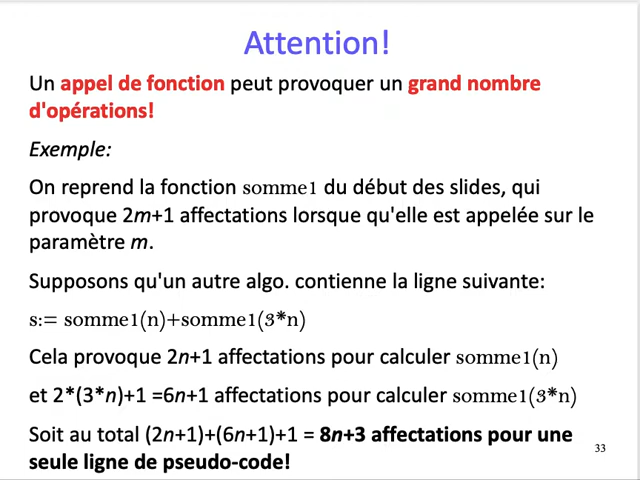 Attention!
Un appel de fonction peut provoquer un grand nombre
d'opérations!
Exemple:
On reprend la fonction somme1 du début des slides, qui
provoque 2m+1 affectations lorsque qu'elle est appelée sur le
paramètre m.
Supposons qu'un autre algo. contienne la ligne suivante:
s:= somme1(n)+somme1(3*n)
Cela provoque 2n+1 affectations pour calculer somme1(n)
et 2*(3*n)+1 =6n+1 affectations pour calculer somme1(3*n)
Soit au total (2n+1)+(6n+1)+1 = 8n+3 affectations pour une
seule ligne de pseudo-code!
33